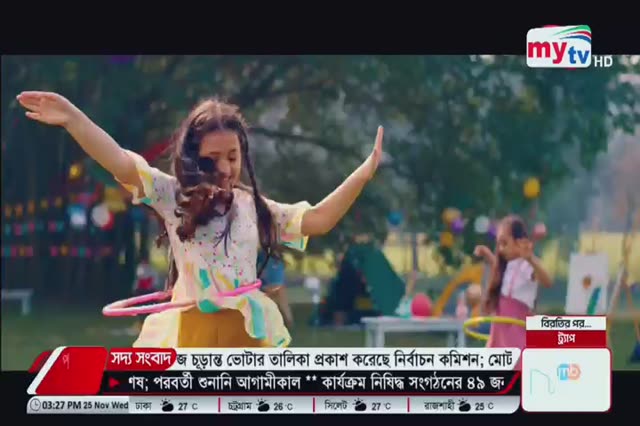 my tv HD
বিরতির পর...
ট্র্যাপ
সদ্য সংবাদ
চূড়ান্ত ভোটার তালিকা প্রকাশ করেছে নির্বাচন কমিশন; মোট
পরবর্তী শুনানি আগামীকাল ** কার্যক্রম নিষিদ্ধ সংগঠনের ৪৯
mb
03:27 PM 25 Nov Wed
ঢাকা 27°C চট্টগ্রাম 26°C সিলেট 27°C রাজশাহী 25°C